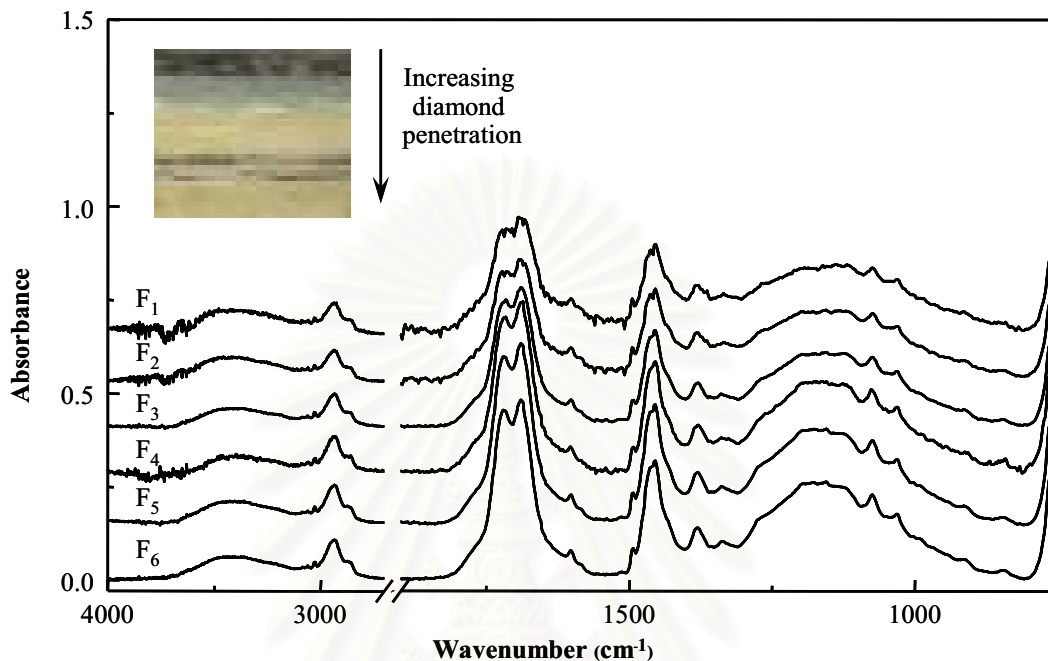 1.5
Increasing
diamond
penetration
1.0
Absorbance
F1
F2
0.5
F3
F4
F5
F6
0.0
4000 3000 1500 1000
Wavenumber (cm-1)